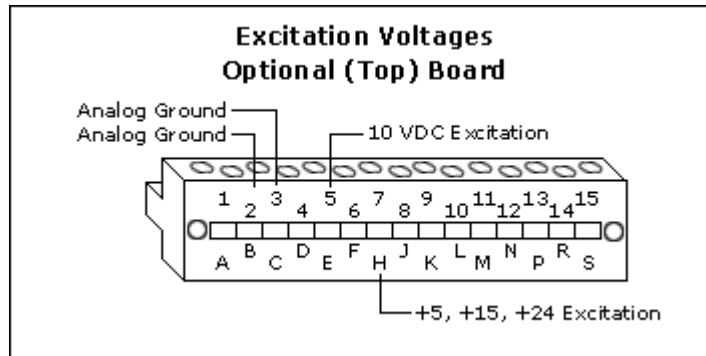 Excitation Voltages
Optional (Top) Board
Analog Ground
Analog Ground
10 VDC Excitation
1 2 3 4 5 6 7 8 9 10 11 12 13 14 15
A B C D E F H J K L M N P R S
+5, +15, +24 Excitation